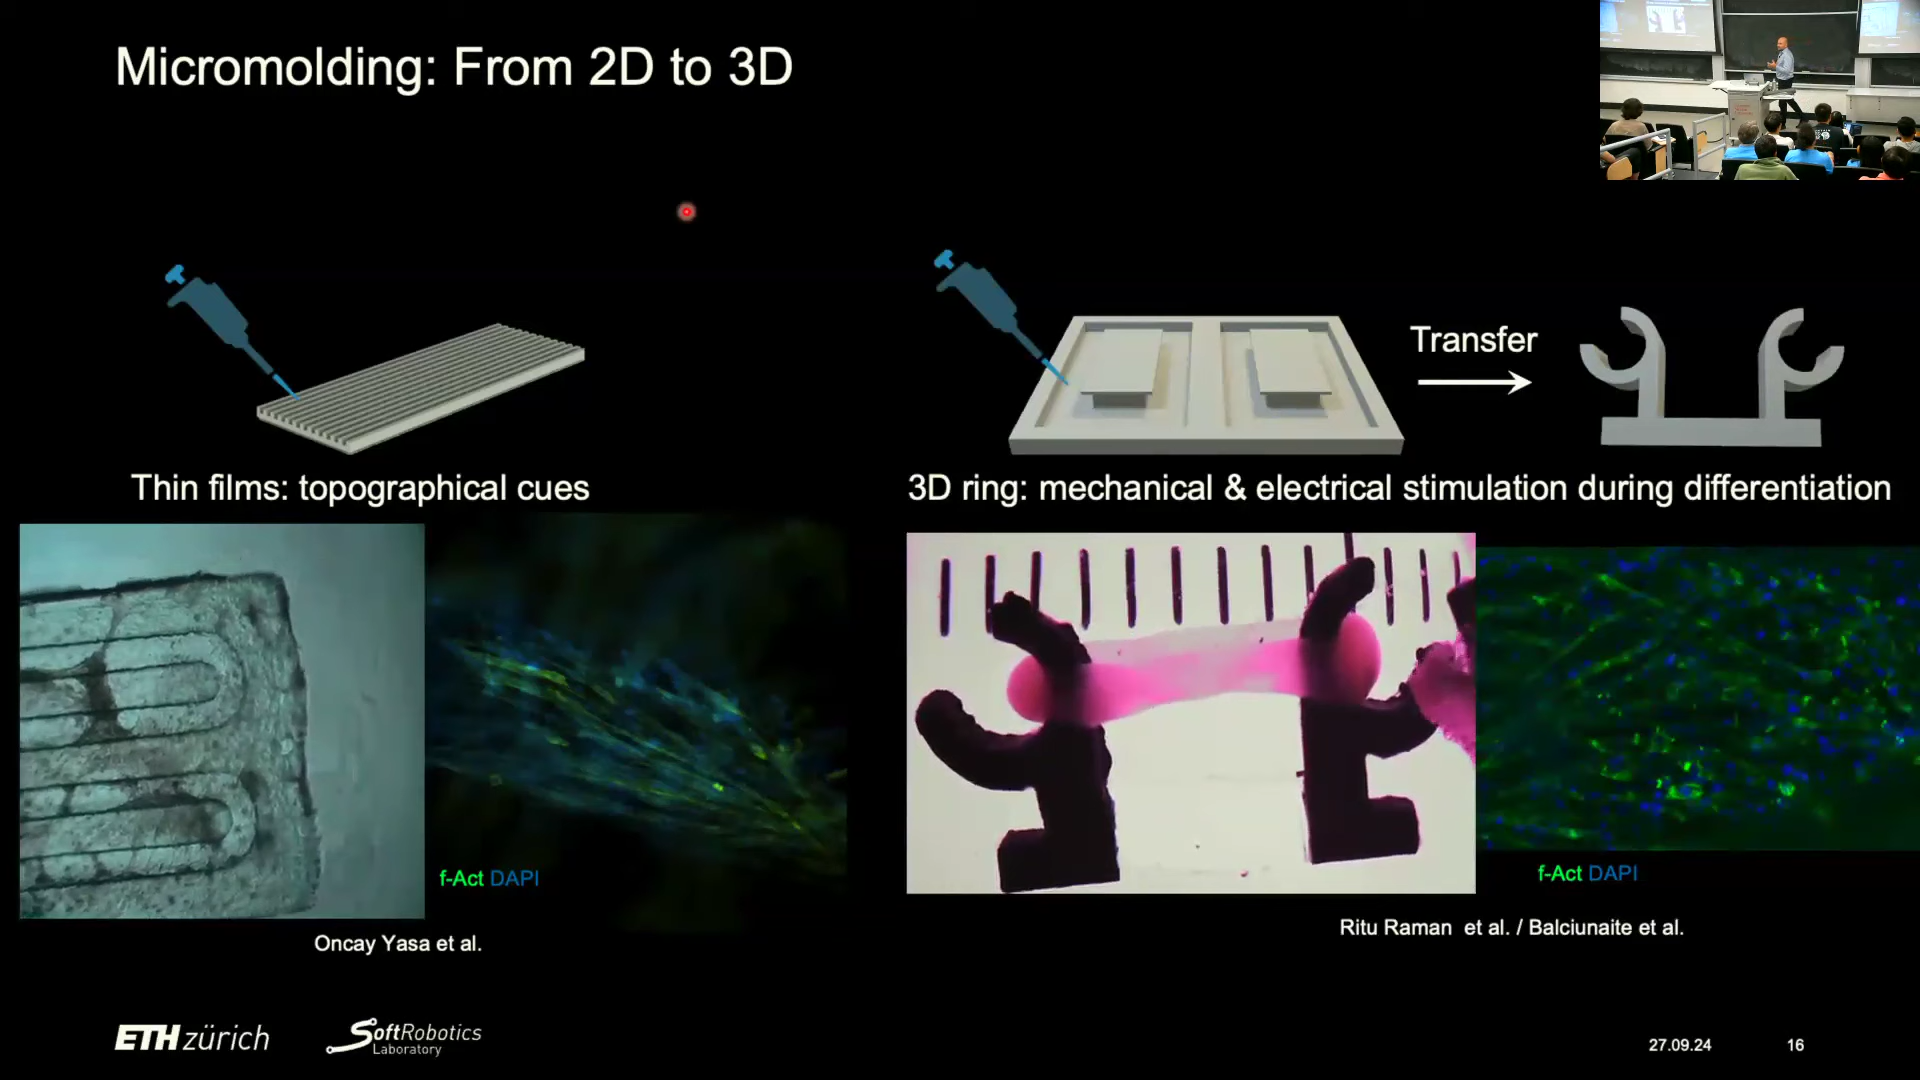 Micromolding: From 2D to 3D
Transfer
Thin films: topographical cues
3D ring: mechanical & electrical stimulation during differentiation
f-Act DAPI
f-Act DAPI
Oncay Yasa et al.
Ritu Raman et al. / Balciunaite et al.
ETH zürich
SoftRobotics
Laboratory
27.09.24
16